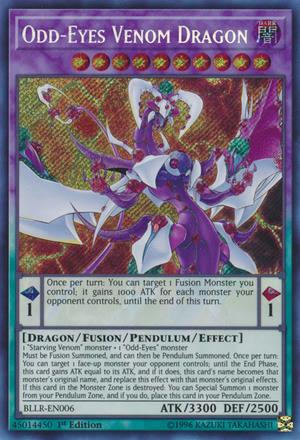 Odd-Eyes Venom Dragon
DARK
Once per turn: You can target 1 Fusion Monster you
control; it gains 1000 ATK for each monster your
opponent controls, until the end of this turn.
1
1
[Dragon/Fusion/Pendulum/Effect]
1 "Starving Venom" monster + 1 "Odd-Eyes" monster
Must be Fusion Summoned, and can then be Pendulum Summoned. Once per turn:
You can target 1 face-up monster your opponent controls; until the End Phase,
this card gains ATK equal to its ATK, and if it does, this card's name becomes that
monster's original name, and replace this effect with that monster's original effects.
If this card in the Monster Zone is destroyed: You can Special Summon 1 monster
from your Pendulum Zone, and if you do, place this card in your Pendulum Zone.
BLLR-EN006
ATK/3300 DEF/2500
45014450 1st Edition ©1996 KAZUKI TAKAHASHI